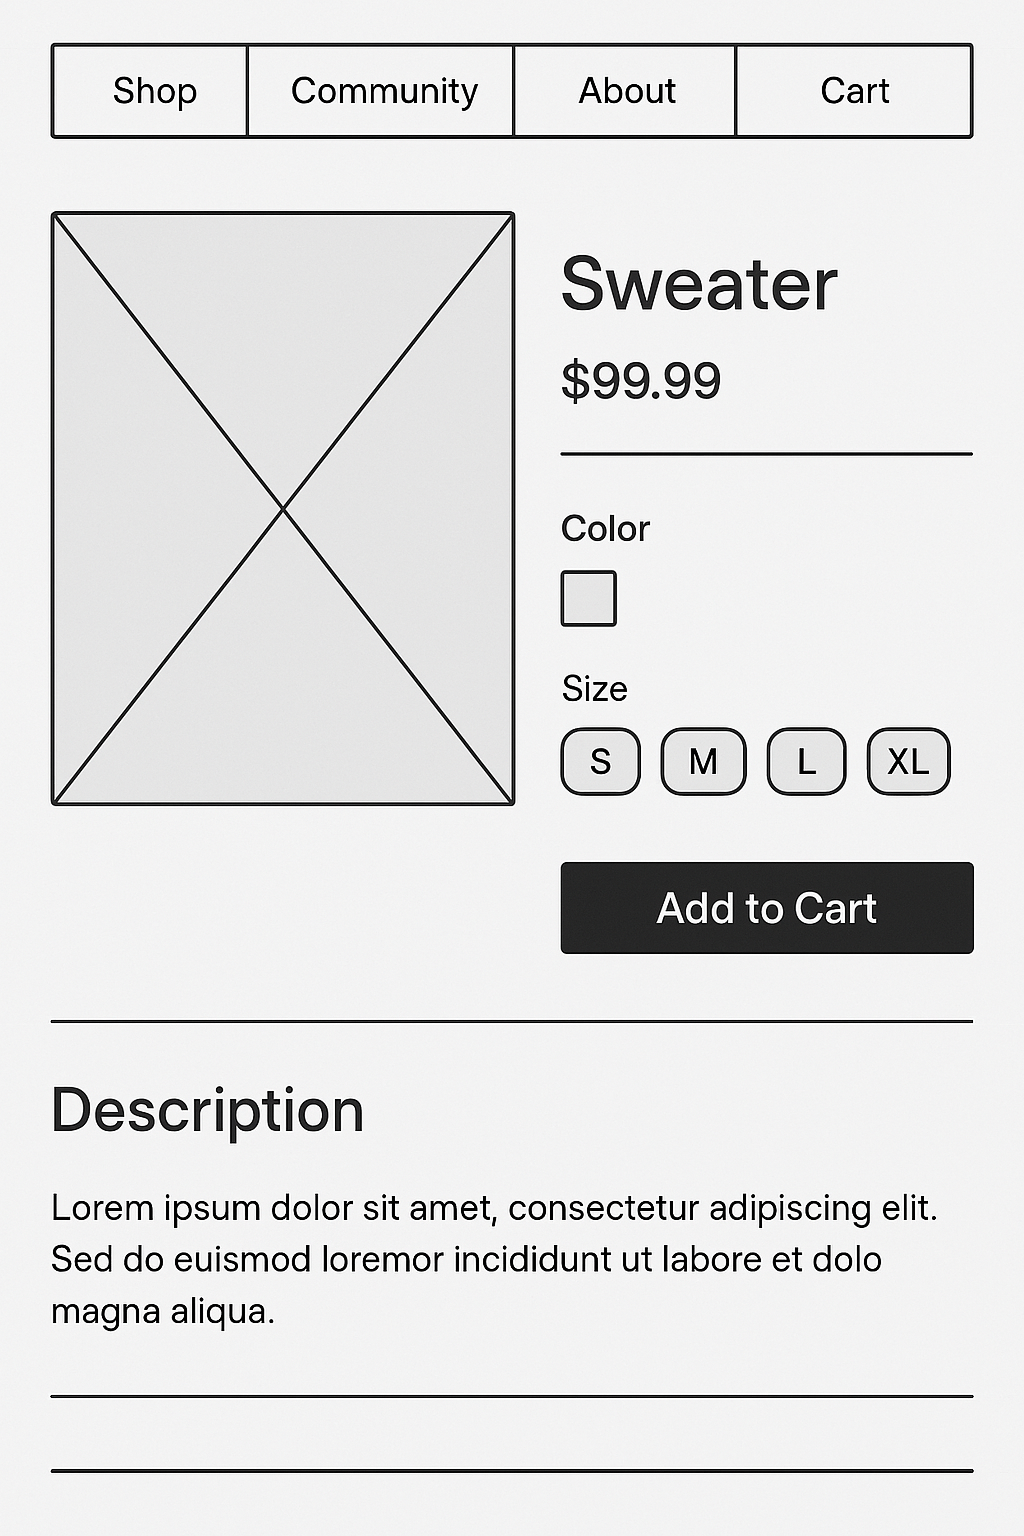 Shop Community About Cart
Sweater
$99.99
Color
Size
S M L XL
Add to Cart
Description
Lorem ipsum dolor sit amet, consectetur adipiscing elit.
Sed do euismod loremor incididunt ut labore et dolo
magna aliqua.